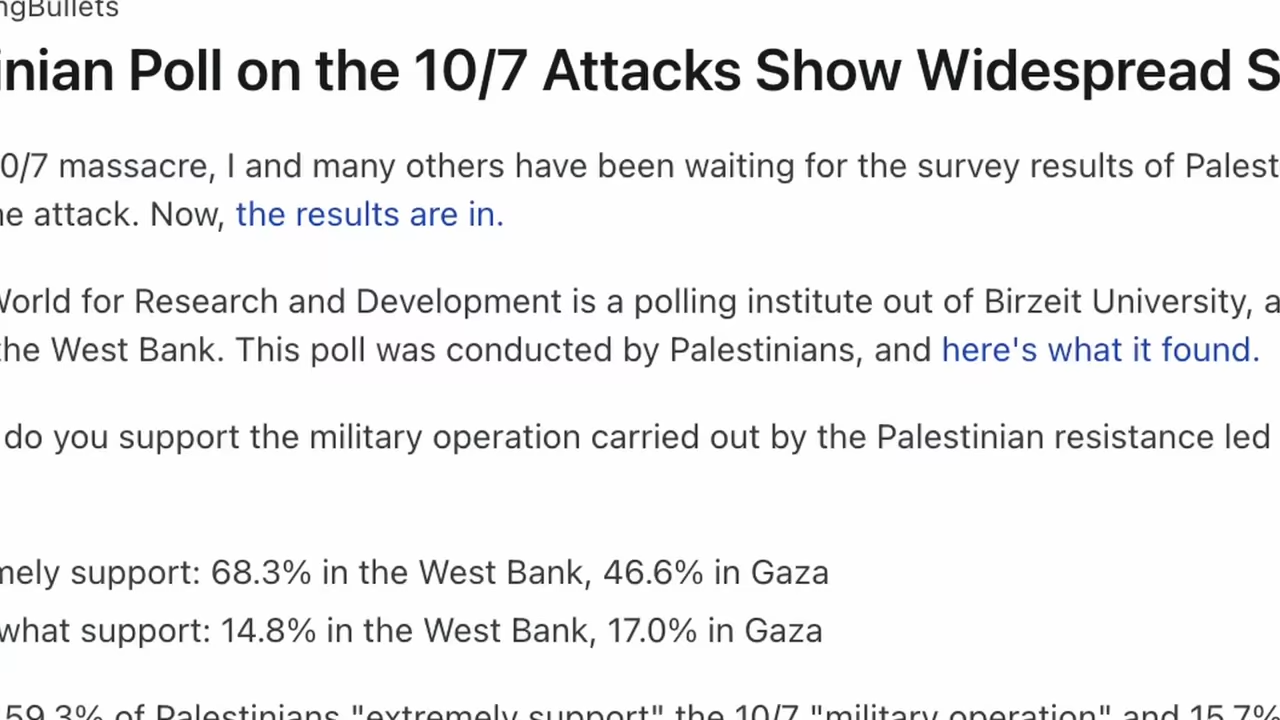 ngBullets
inian Poll on the 10/7 Attacks Show Widespread S
0/7 massacre, I and many others have been waiting for the survey results of Palest
he attack. Now, the results are in.
World for Research and Development is a polling institute out of Birzeit University, a
the West Bank. This poll was conducted by Palestinians, and here's what it found.
do you support the military operation carried out by the Palestinian resistance led
mely support: 68.3% in the West Bank, 46.6% in Gaza
what support: 14.8% in the West Bank, 17.0% in Gaza
59.3% of Palestinians "extremely support" the 10/7 "military operation" and 15.7%